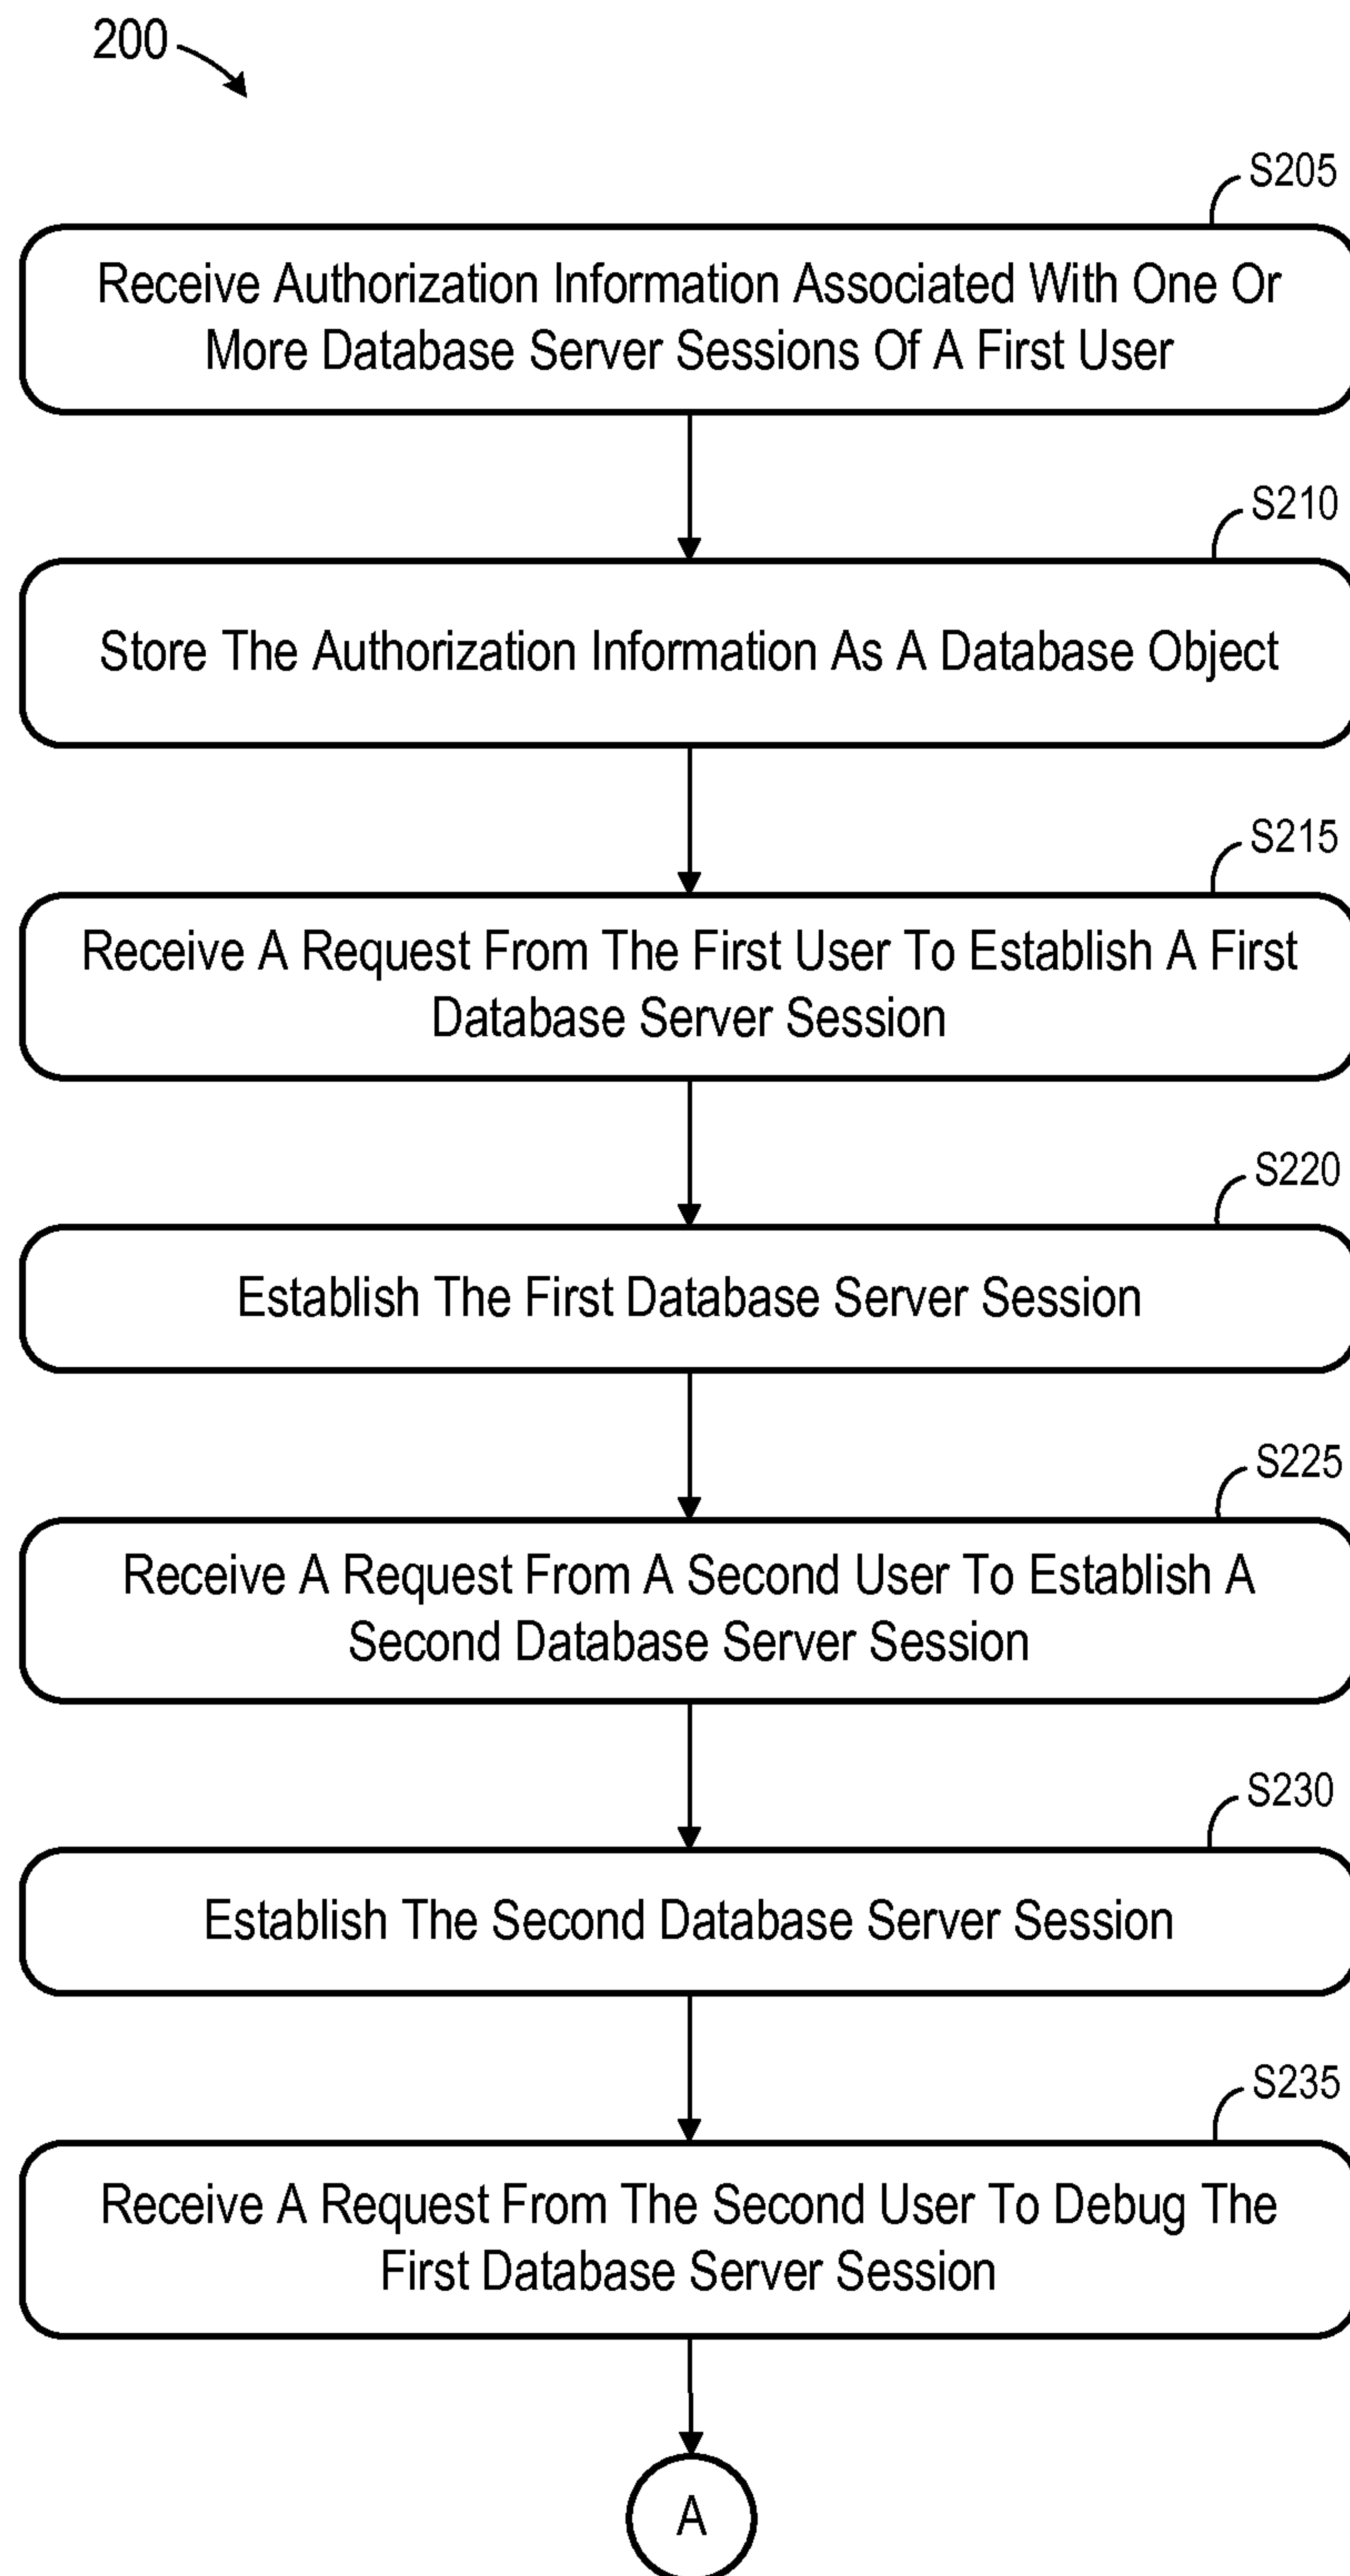 200
S205
Receive Authorization Information Associated With One Or
More Database Server Sessions Of A First User
S210
Store The Authorization Information As A Database Object
S215
Receive A Request From The First User To Establish A First
Database Server Session
S220
Establish The First Database Server Session
S225
Receive A Request From A Second User To Establish A
Second Database Server Session
S230
Establish The Second Database Server Session
S235
Receive A Request From The Second User To Debug The
First Database Server Session
A